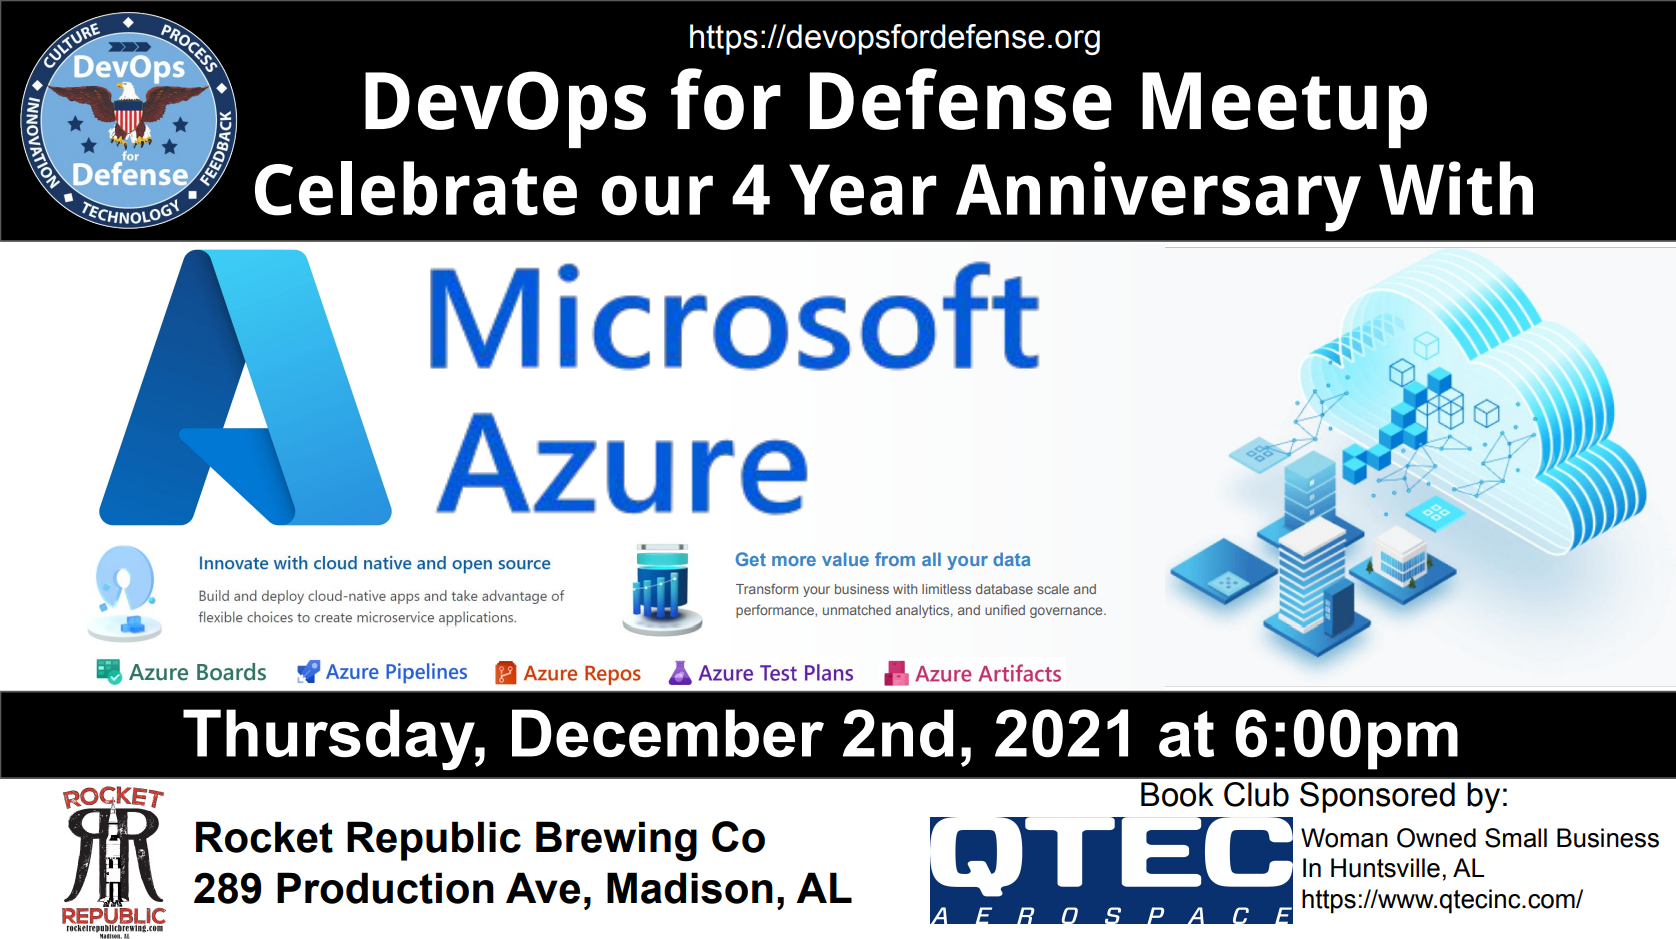 https://devopsfordefense.org
DevOps for Defense Meetup
Celebrate our 4 Year Anniversary With
CULTURE
PROCESS
INNOVATION
FEEDBACK
TECHNOLOGY
DevOps
for
Defense
Microsoft
Azure
Innovate with cloud native and open source
Build and deploy cloud-native apps and take advantage of
flexible choices to create microservice applications.
Get more value from all your data
Transform your business with limitless database scale and
performance, unmatched analytics, and unified governance.
Azure Boards
Azure Pipelines
Azure Repos
Azure Test Plans
Azure Artifacts
Thursday, December 2nd, 2021 at 6:00pm
ROCKET
RR
REPUBLIC
rocketrepublicbrewing.com
Madison, AL
Rocket Republic Brewing Co
289 Production Ave, Madison, AL
Book Club Sponsored by:
QTEC
AEROSPACE
Woman Owned Small Business
In Huntsville, AL
https://www.qtecinc.com/